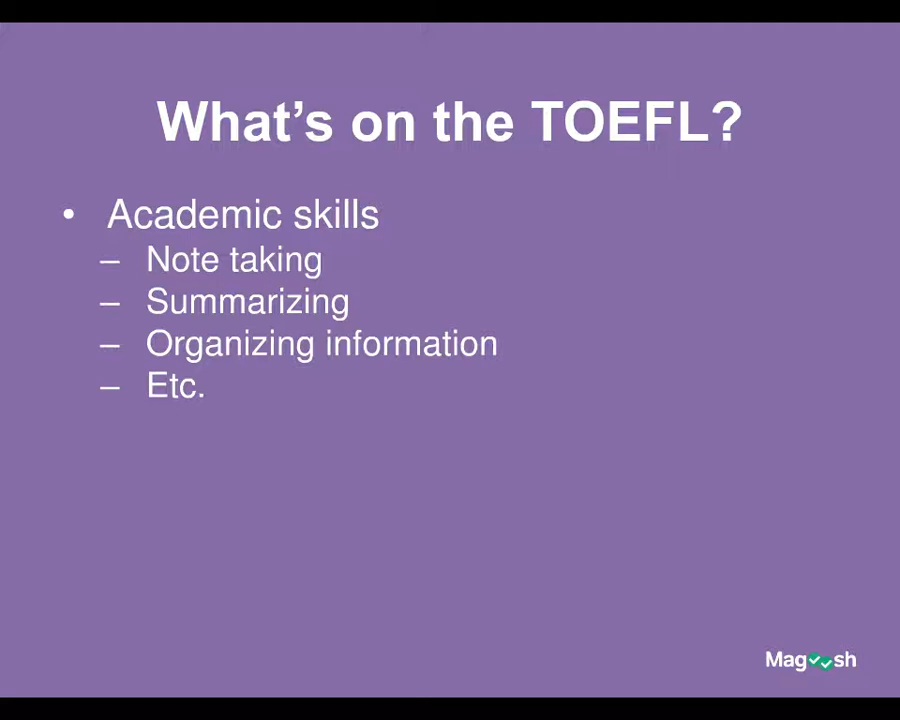 What's on the TOEFL?
• Academic skills
– Note taking
– Summarizing
– Organizing information
– Etc.
Magoosh